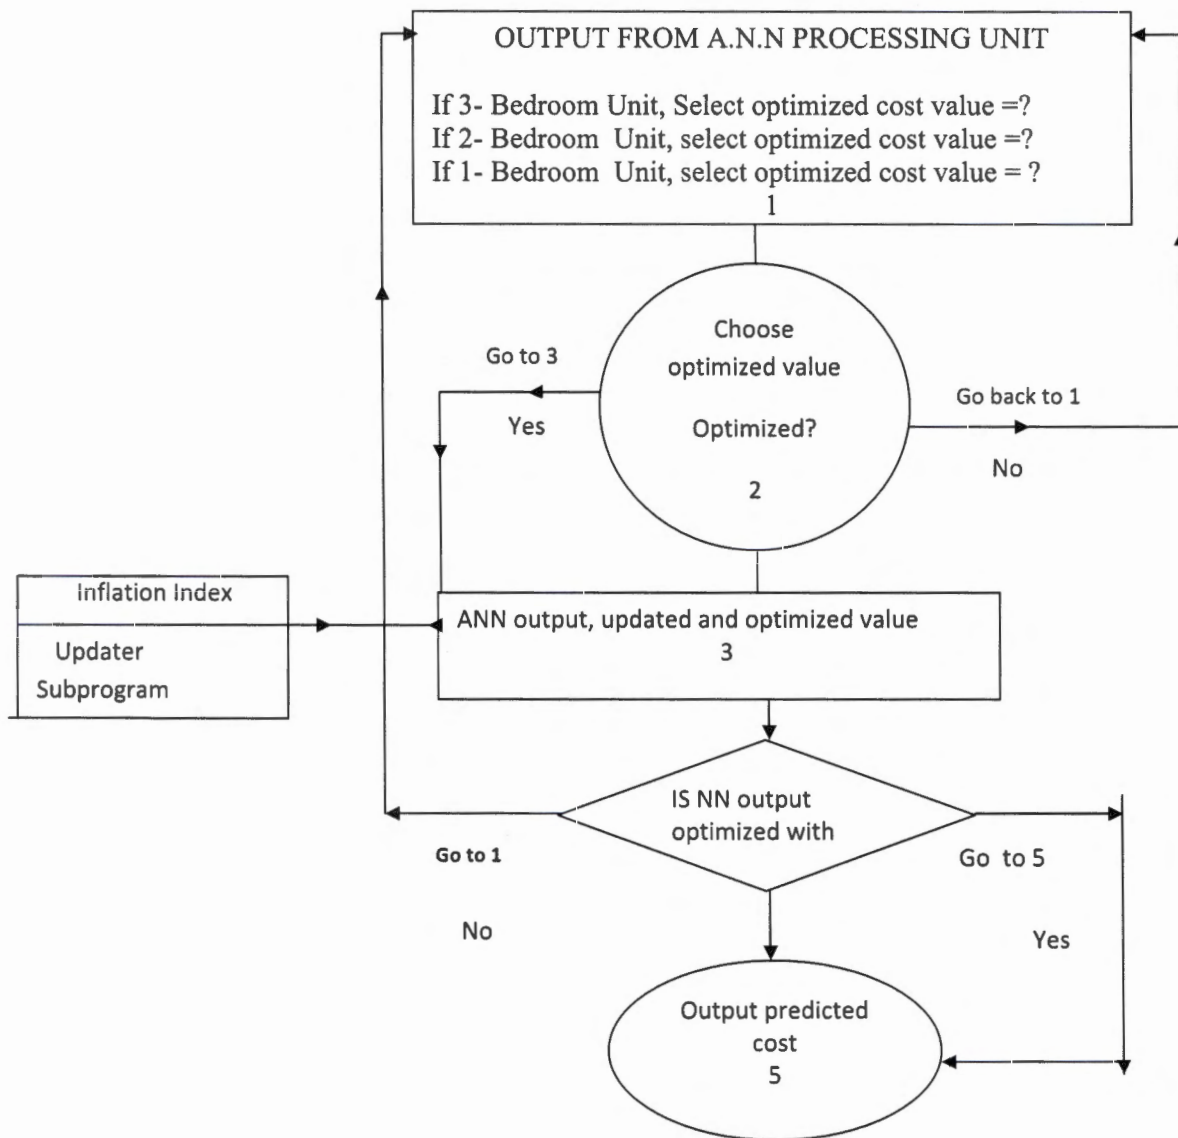 OUTPUT FROM A.N.N PROCESSING UNIT
If 3- Bedroom Unit, Select optimized cost value =?
If 2- Bedroom Unit, select optimized cost value =?
If 1- Bedroom Unit, select optimized cost value = ?
1
Choose
optimized value
Optimized?
2
Go to 3
Yes
Go back to 1
No
Inflation Index
Updater
Subprogram
ANN output, updated and optimized value
3
IS NN output
optimized with
Go to 1
No
Go to 5
Yes
Output predicted
cost
5